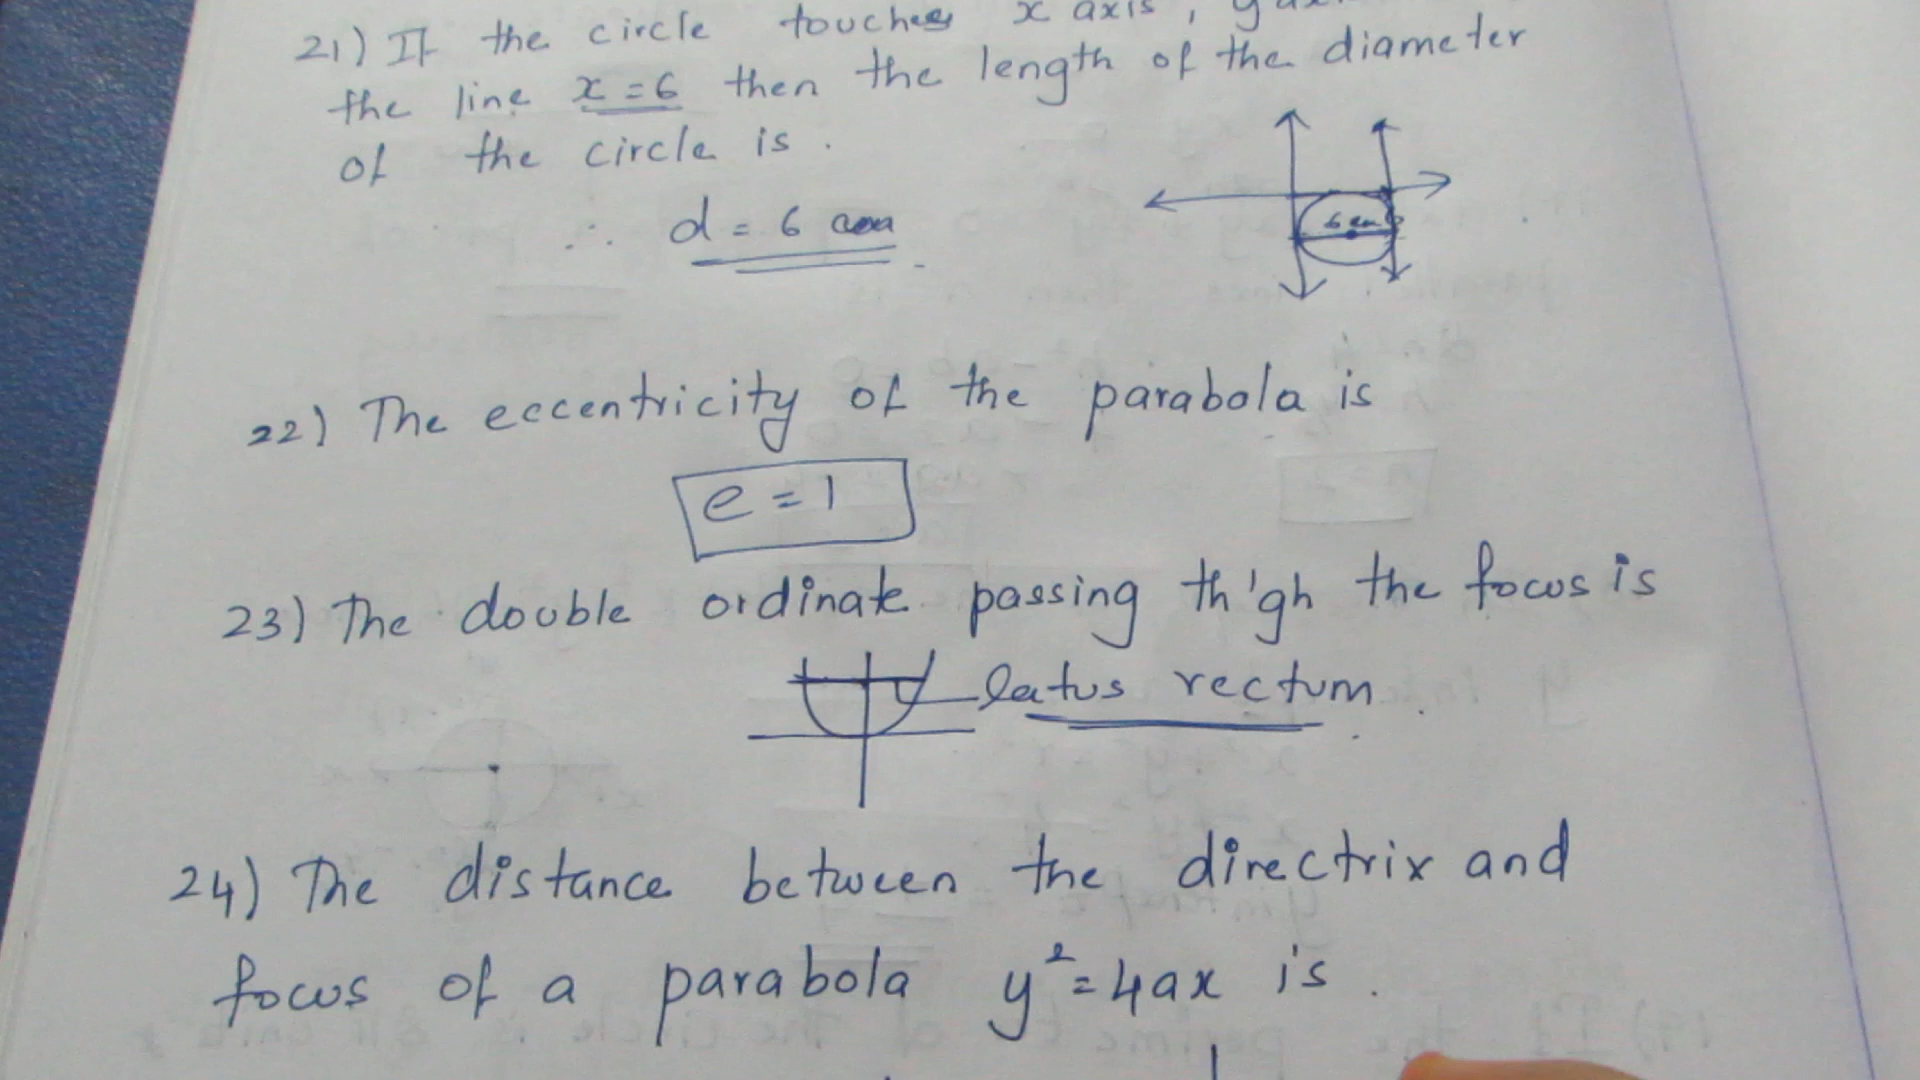 21) If the circle touches x axis,
the line x = 6 then the length of the diameter
of the circle is .
∴ d = 6
6 cm
22) The eccentricity of the parabola is
e = 1
23) The double ordinate passing th'gh the focus is
latus rectum.
24) The distance between the directrix and
focus of a parabola y² = 4ax is .